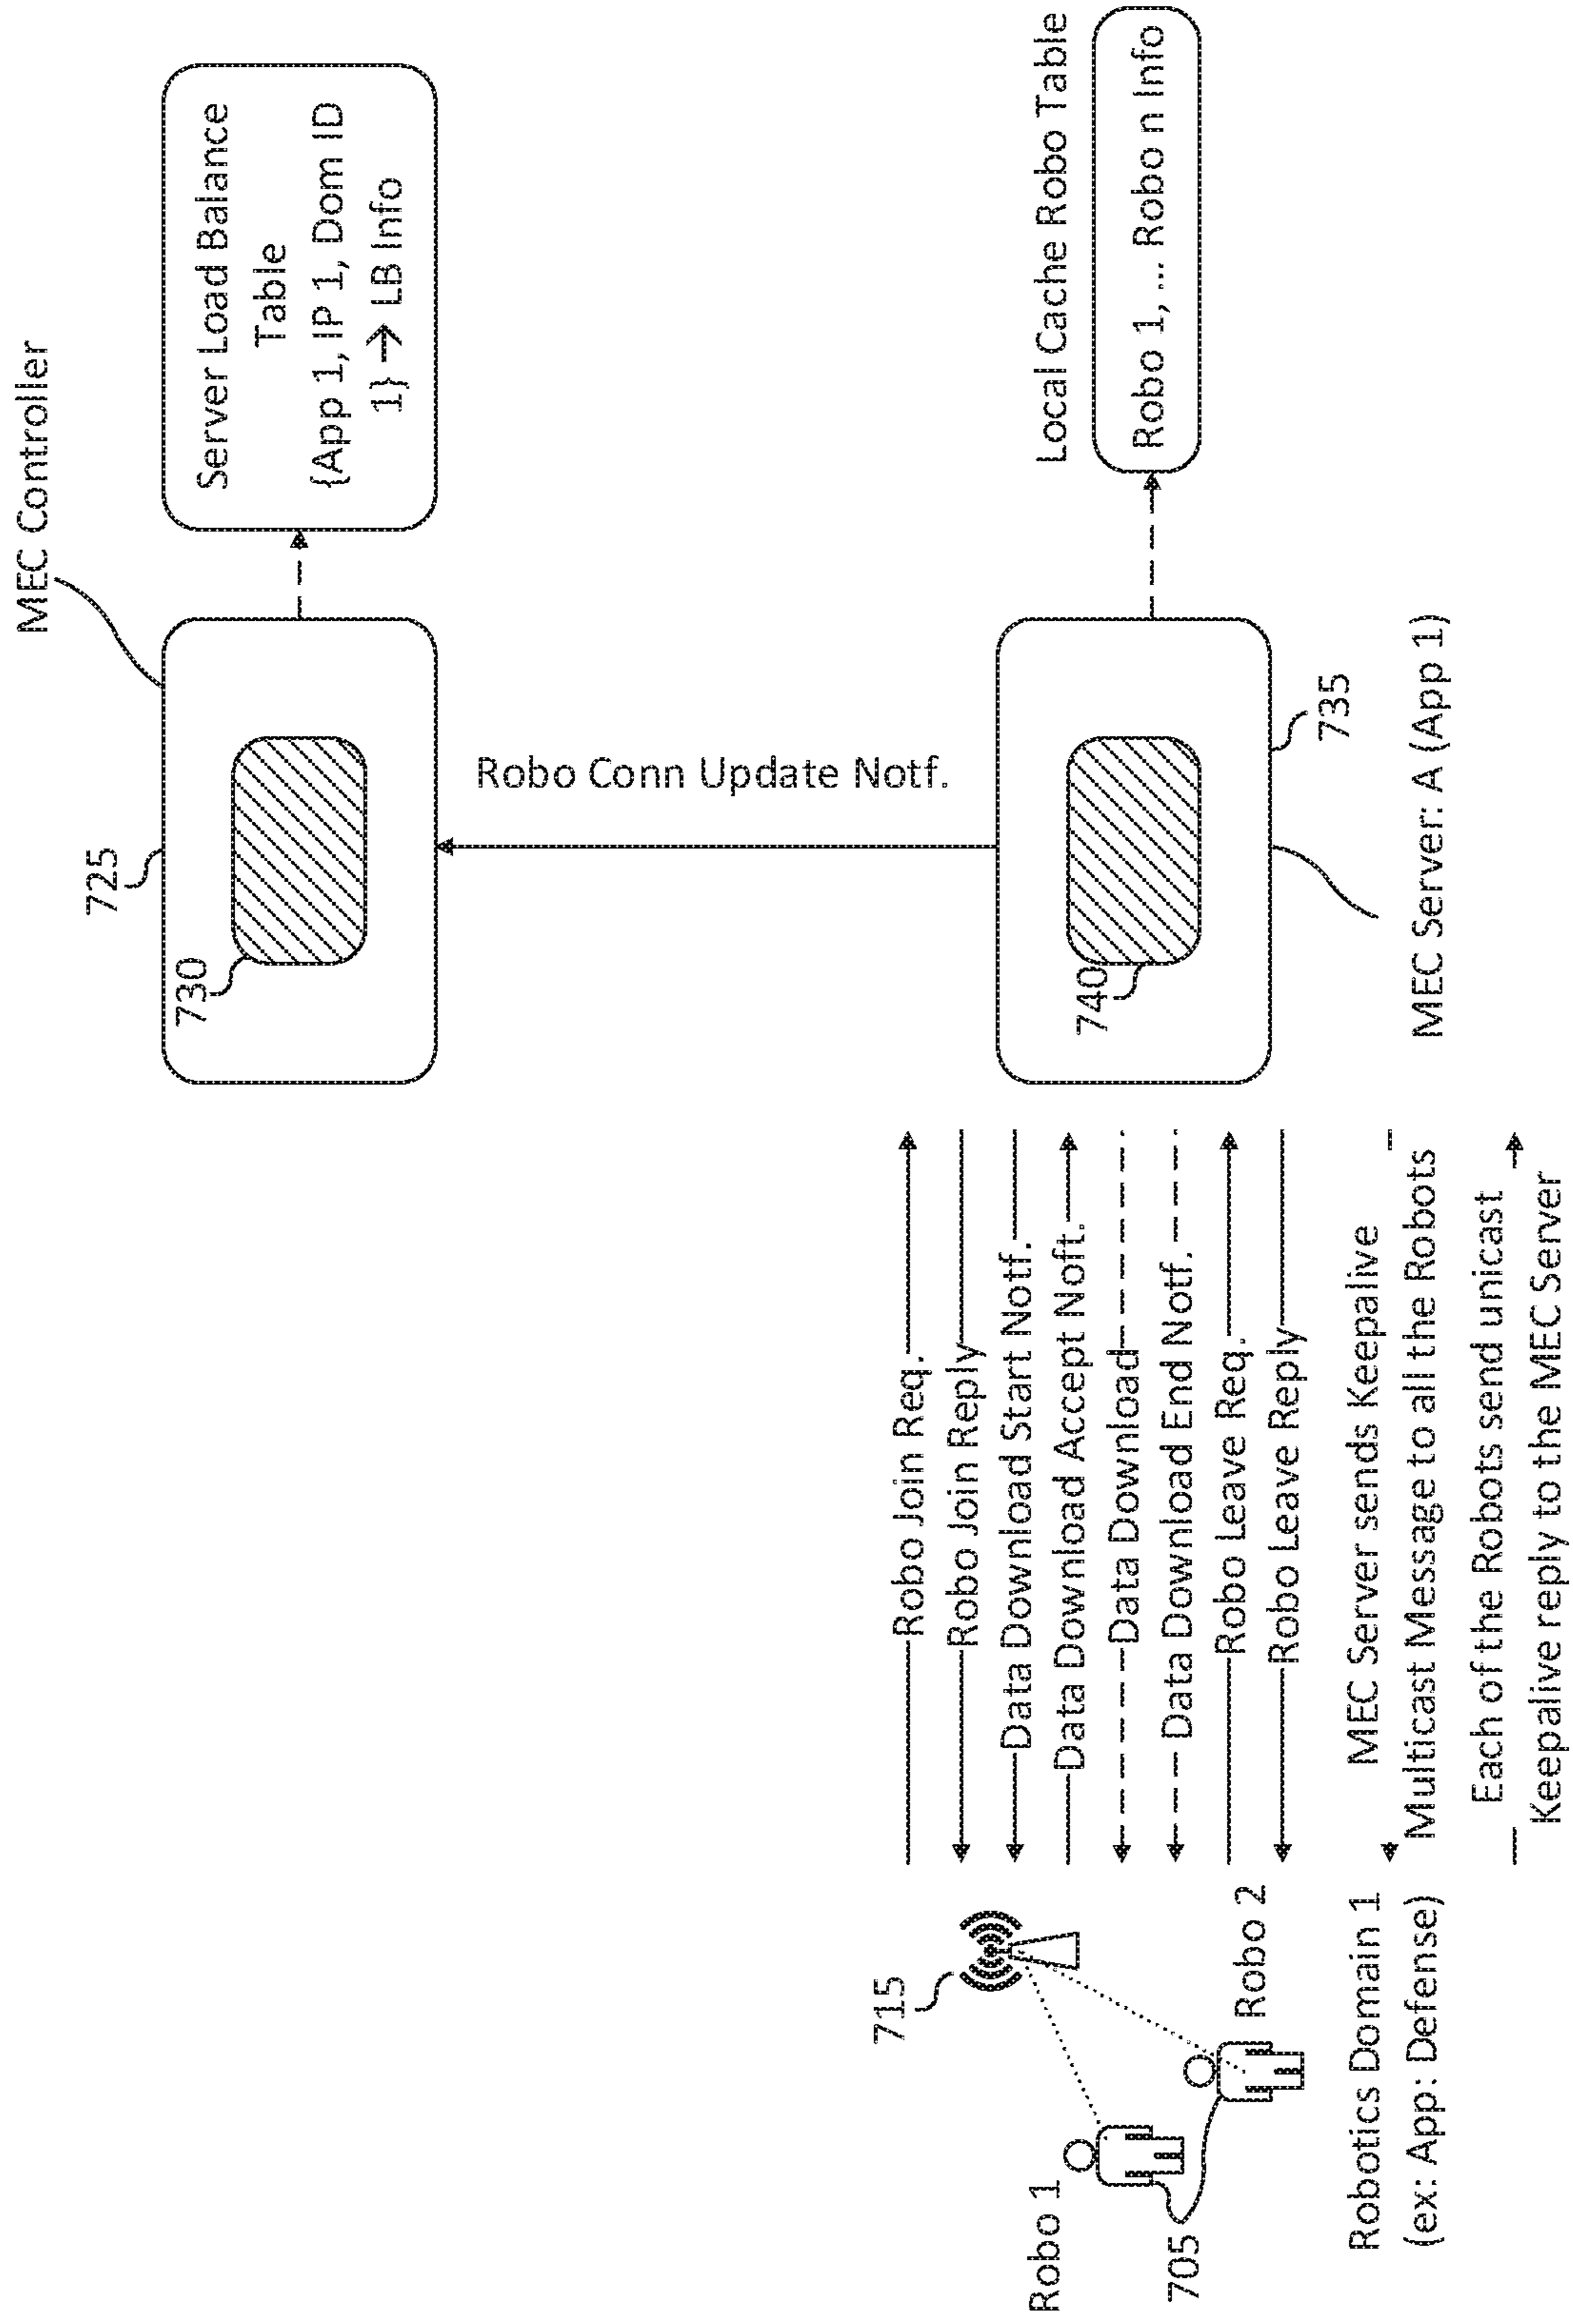 MEC Controller
725
730
Server Load Balance
Table
{App 1, IP 1, Dom ID
1} → LB Info
Robo Conn Update Notf.
Local Cache Robo Table
Robo 1, ... Robo n Info
740
735
MEC Server: A (App 1)
Robo Join Req.
Robo Join Reply
Data Download Start Notf.
Data Download Accept Noft.
Data Download
Data Download End Notf.
Robo Leave Req.
Robo Leave Reply
MEC Server sends Keepalive
Multicast Message to all the Robots
Each of the Robots send unicast
Keepalive reply to the MEC Server
715
Robo 1
Robo 2
705
Robotics Domain 1
(ex: App: Defense)